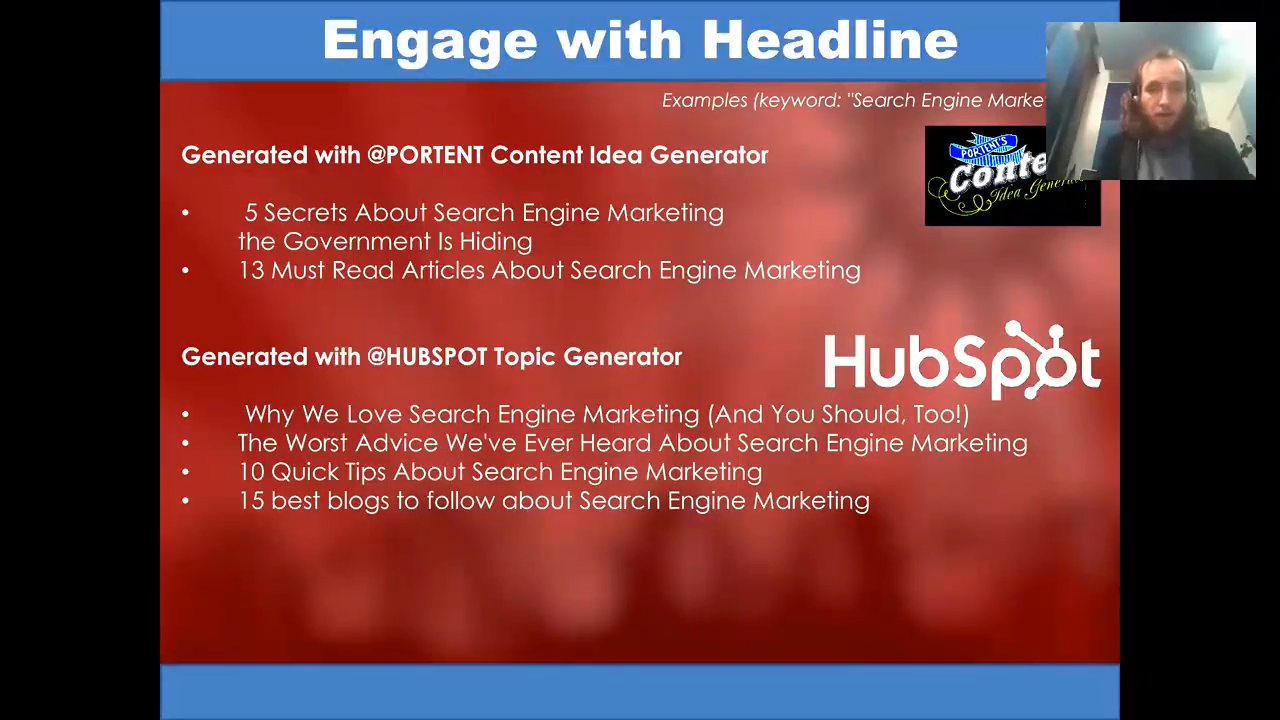 Engage with Headline
Examples (keyword: "Search Engine Marke
Generated with @PORTENT Content Idea Generator
PORTENT'S
Conte
Idea Genera
• 5 Secrets About Search Engine Marketing
the Government Is Hiding
• 13 Must Read Articles About Search Engine Marketing
HubSpot
Generated with @HUBSPOT Topic Generator
• Why We Love Search Engine Marketing (And You Should, Too!)
• The Worst Advice We've Ever Heard About Search Engine Marketing
• 10 Quick Tips About Search Engine Marketing
• 15 best blogs to follow about Search Engine Marketing